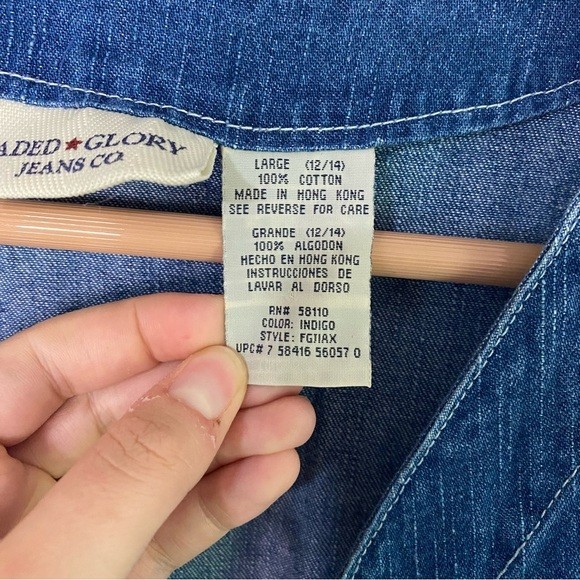 ADED★GLORY
JEANS CO.
LARGE (12/14)
100% COTTON
MADE IN HONG KONG
SEE REVERSE FOR CARE
GRANDE (12/14)
100% ALGODON
HECHO EN HONG KONG
INSTRUCCIONES DE
LAVAR AL DORSO
RN# 58110
COLOR: INDIGO
STYLE: FGJIAX
UPC# 7 58416 56057 0